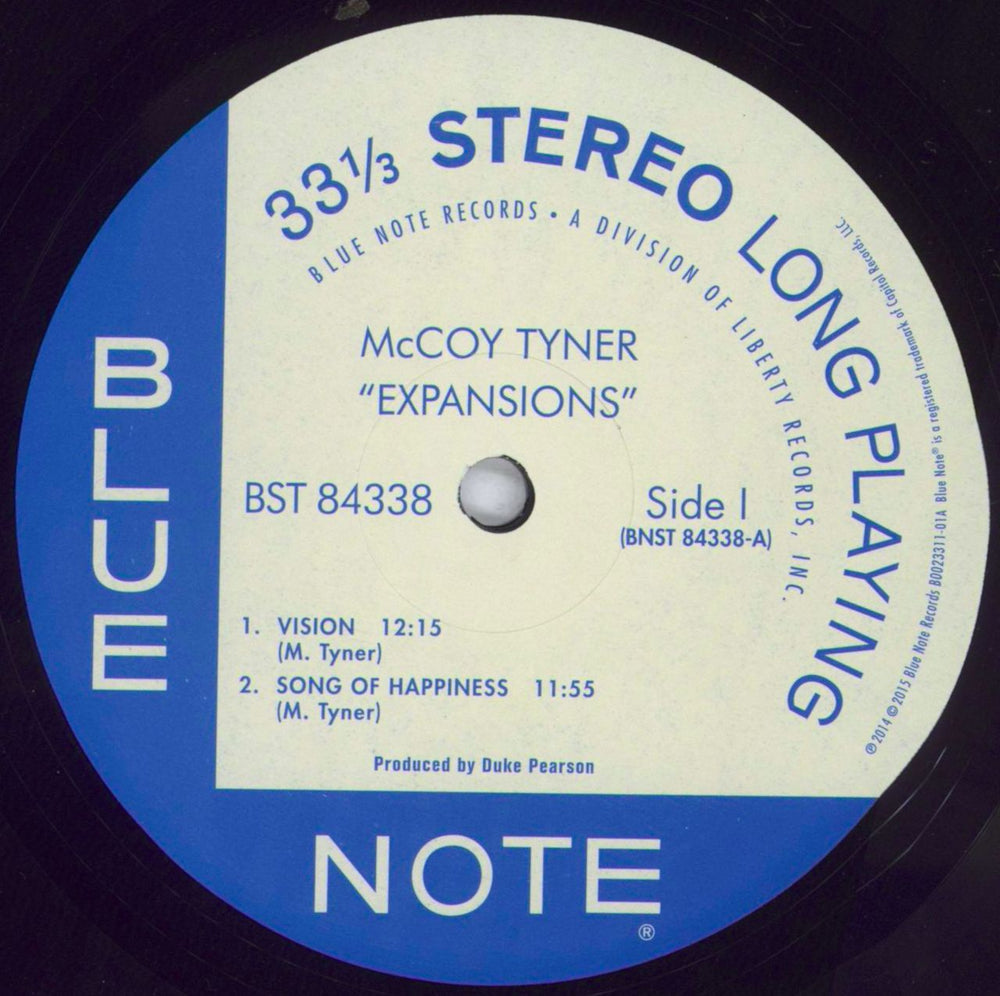 33⅓ STEREO LONG PLAYING
BLUE NOTE RECORDS • A DIVISION OF LIBERTY RECORDS, INC.
McCOY TYNER
“EXPANSIONS”
BST 84338
Side I
(BNST 84338-A)
1. VISION 12:15
(M. Tyner)
2. SONG OF HAPPINESS 11:55
(M. Tyner)
Produced by Duke Pearson
BLUE
NOTE
®
℗ 2014 © 2015 Blue Note Records B0023311-01A Blue Note® is a registered trademark of Capitol Records, LLC.